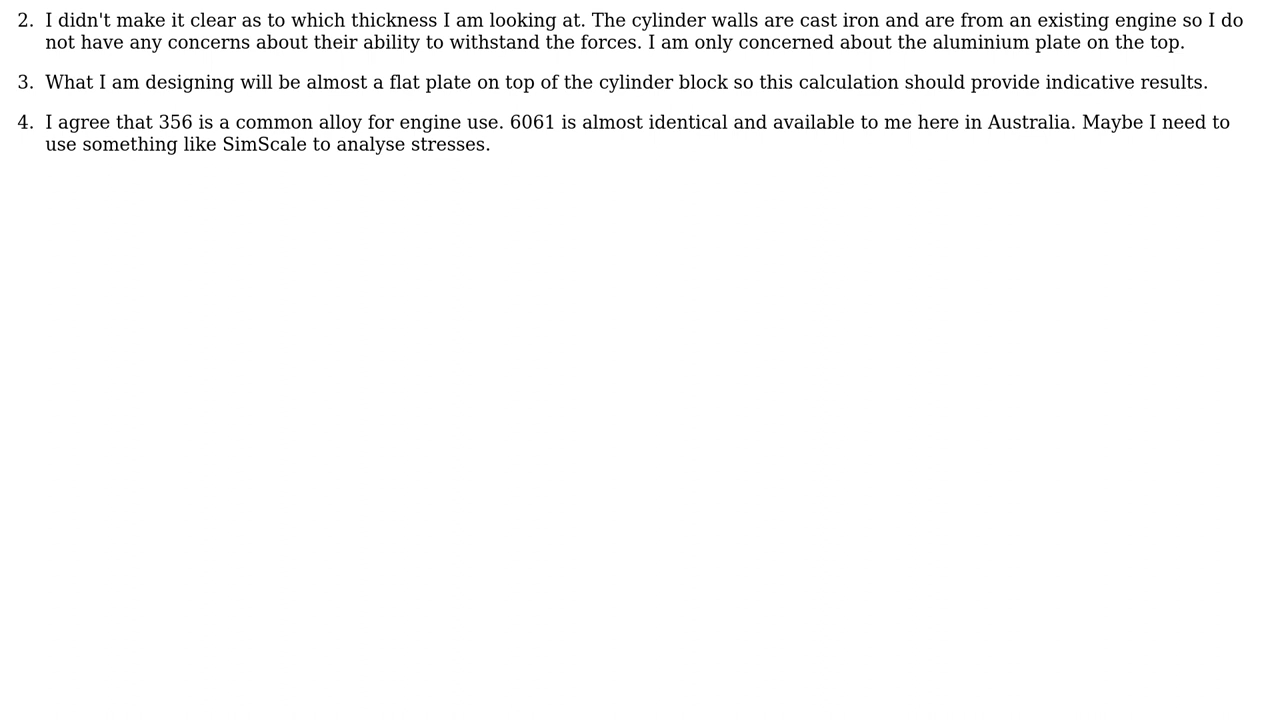 2. I didn't make it clear as to which thickness I am looking at. The cylinder walls are cast iron and are from an existing engine so I do
not have any concerns about their ability to withstand the forces. I am only concerned about the aluminium plate on the top.
3. What I am designing will be almost a flat plate on top of the cylinder block so this calculation should provide indicative results.
4. I agree that 356 is a common alloy for engine use. 6061 is almost identical and available to me here in Australia. Maybe I need to
use something like SimScale to analyse stresses.